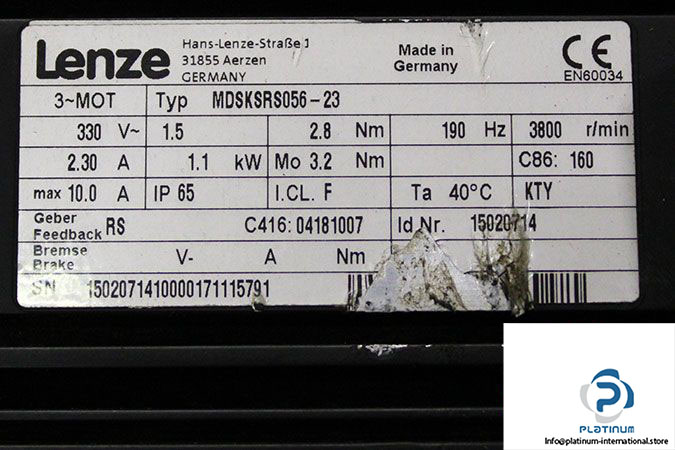 Lenze
Hans-Lenze-Straße 1
31855 Aerzen
GERMANY
Made in
Germany
CE
EN60034
3~MOT Typ MDSKSRS056-23
330 V~ 1.5 2.8 Nm 190 Hz 3800 r/min
2.30 A 1.1 kW Mo 3.2 Nm C86: 160
max 10.0 A IP 65 I.CL. F Ta 40°C KTY
Geber
Feedback RS C416: 04181007 Id Nr. 15020714
Bremse
Brake V- A Nm
SN 1502071410000171115791
PLATINUM
Info@platinum-international.store